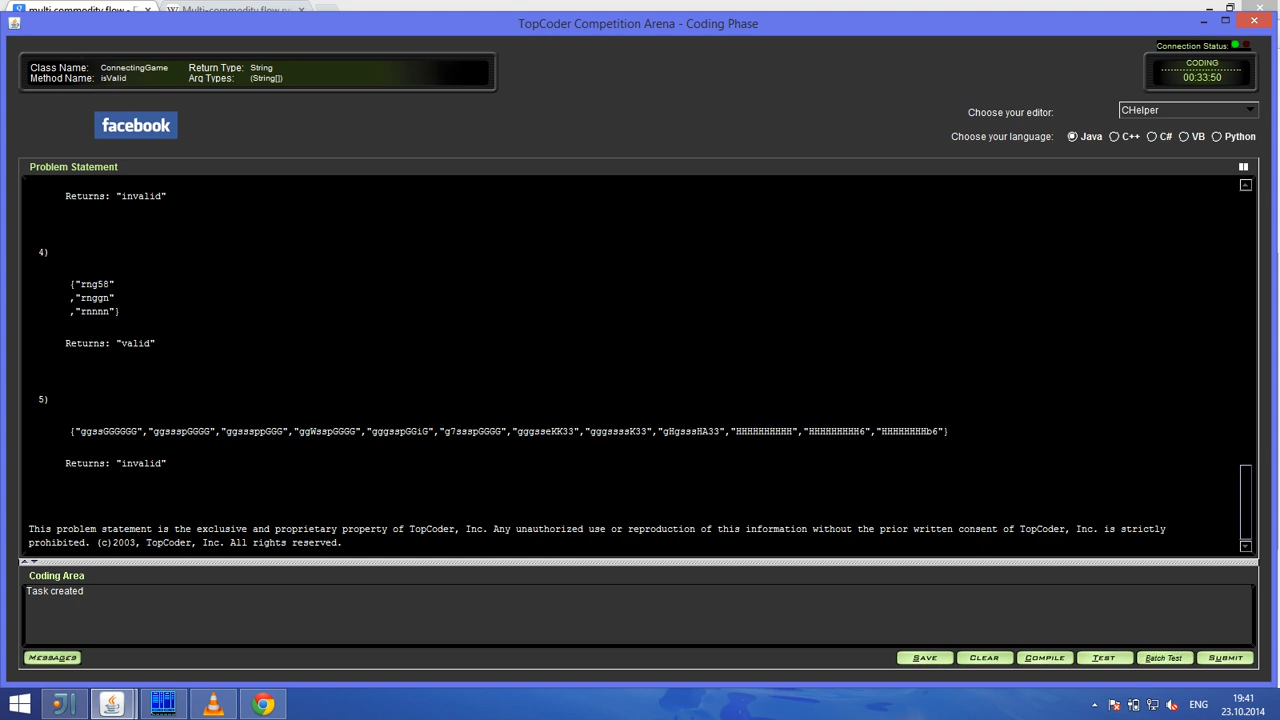 multi commodity flow -
Multi-commodity flow p
TopCoder Competition Arena - Coding Phase
Class Name: ConnectingGame Return Type: String
Method Name: isValid Arg Types: (String[])
Connection Status:
CODING
00:33:50
facebook
Choose your editor: CHelper
Choose your language: Java C++ C# VB Python
Problem Statement
Returns: "invalid"
4)
{"rng58"
,"rnggn"
,"rnnnn"}
Returns: "valid"
5)
{"ggssGGGGGG","ggssspGGGG","ggsssppGGG","ggWsspGGGG","gggsspGGiG","g7ssspGGGG","gggsseKK33","gggssssK33","gHgsssHA33","HHHHHHHHHH","HHHHHHHHH6","HHHHHHHHb6"}
Returns: "invalid"
This problem statement is the exclusive and proprietary property of TopCoder, Inc. Any unauthorized use or reproduction of this information without the prior written consent of TopCoder, Inc. is strictly
prohibited. (c)2003, TopCoder, Inc. All rights reserved.
Coding Area
Task created
MESSAGES SAVE CLEAR COMPILE TEST Batch Test SUBMIT
ENG
19:41
23.10.2014